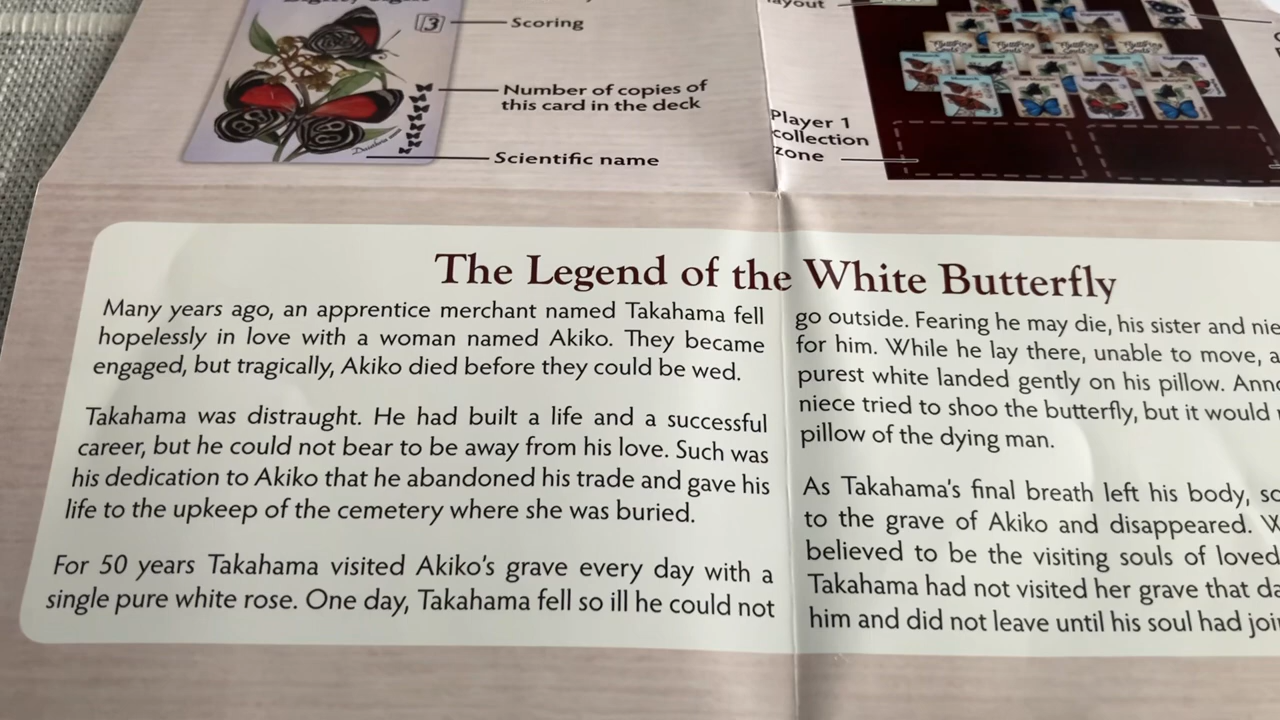 Scoring
Number of copies of
this card in the deck
Scientific name
Player 1
collection
zone
The Legend of the White Butterfly
Many years ago, an apprentice merchant named Takahama fell
hopelessly in love with a woman named Akiko. They became
engaged, but tragically, Akiko died before they could be wed.
Takahama was distraught. He had built a life and a successful
career, but he could not bear to be away from his love. Such was
his dedication to Akiko that he abandoned his trade and gave his
life to the upkeep of the cemetery where she was buried.
For 50 years Takahama visited Akiko's grave every day with a
single pure white rose. One day, Takahama fell so ill he could not
go outside. Fearing he may die, his sister and
for him. While he lay there, unable to move,
purest white landed gently on his pillow.
niece tried to shoo the butterfly, but it would
pillow of the dying man.
As Takahama's final breath left his body,
to the grave of Akiko and disappeared.
believed to be the visiting souls of loved
Takahama had not visited her grave that
him and did not leave until his soul had